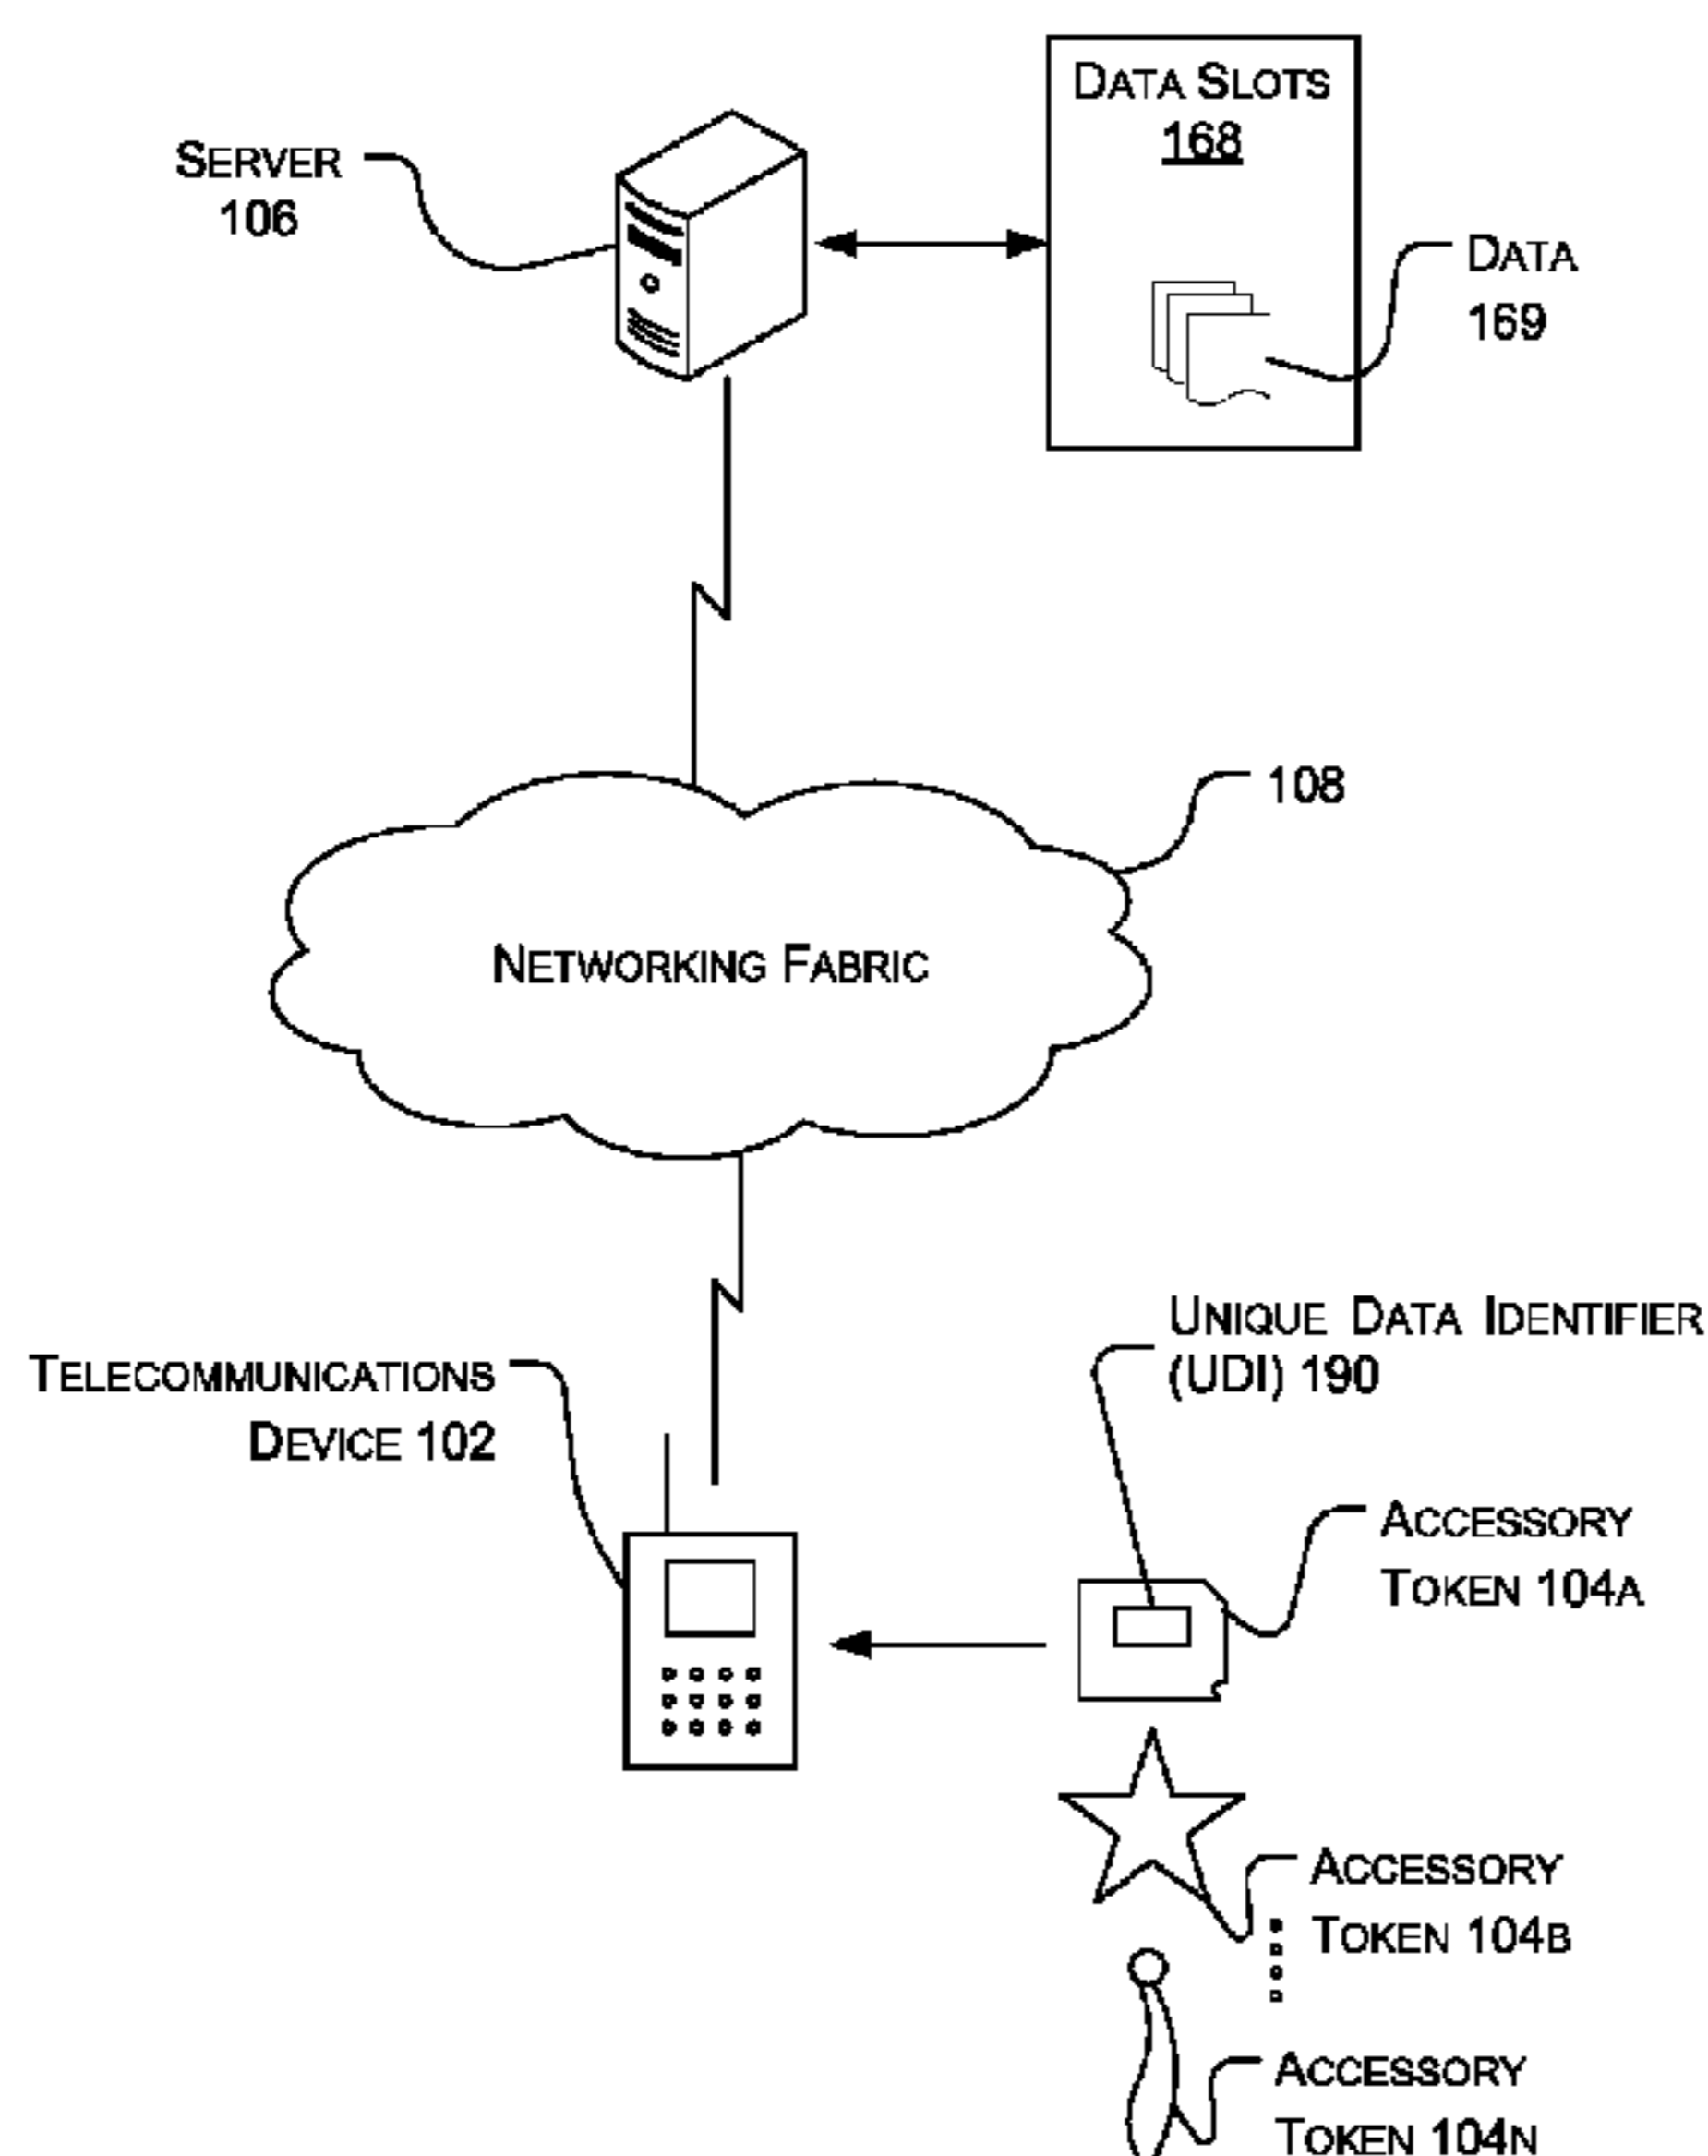 DATA SLOTS
168
SERVER
106
DATA
169
108
NETWORKING FABRIC
UNIQUE DATA IDENTIFIER
(UDI) 190
TELECOMMUNICATIONS
DEVICE 102
ACCESSORY
TOKEN 104A
ACCESSORY
TOKEN 104B
ACCESSORY
TOKEN 104N